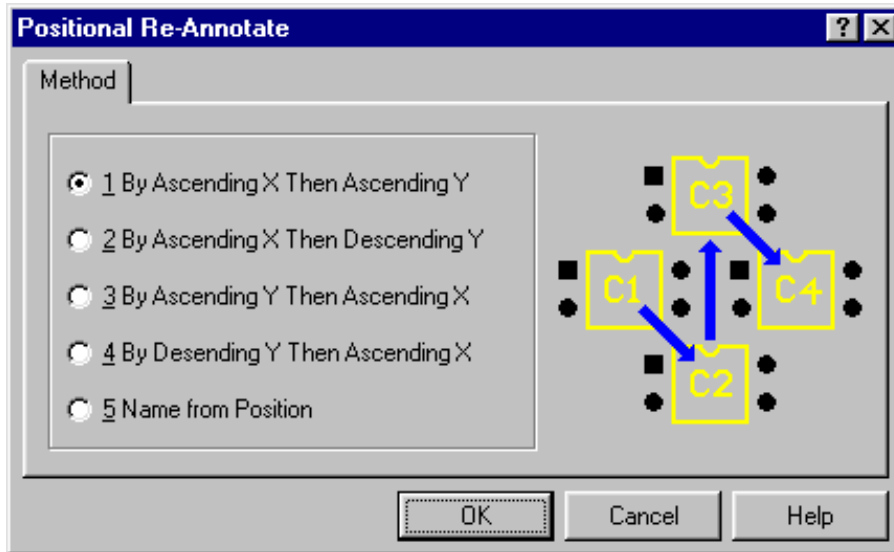 Positional Re-Annotate
Method
1 By Ascending X Then Ascending Y
2 By Ascending X Then Descending Y
3 By Ascending Y Then Ascending X
4 By Desending Y Then Ascending X
5 Name from Position
C3
C1
C4
C2
OK
Cancel
Help